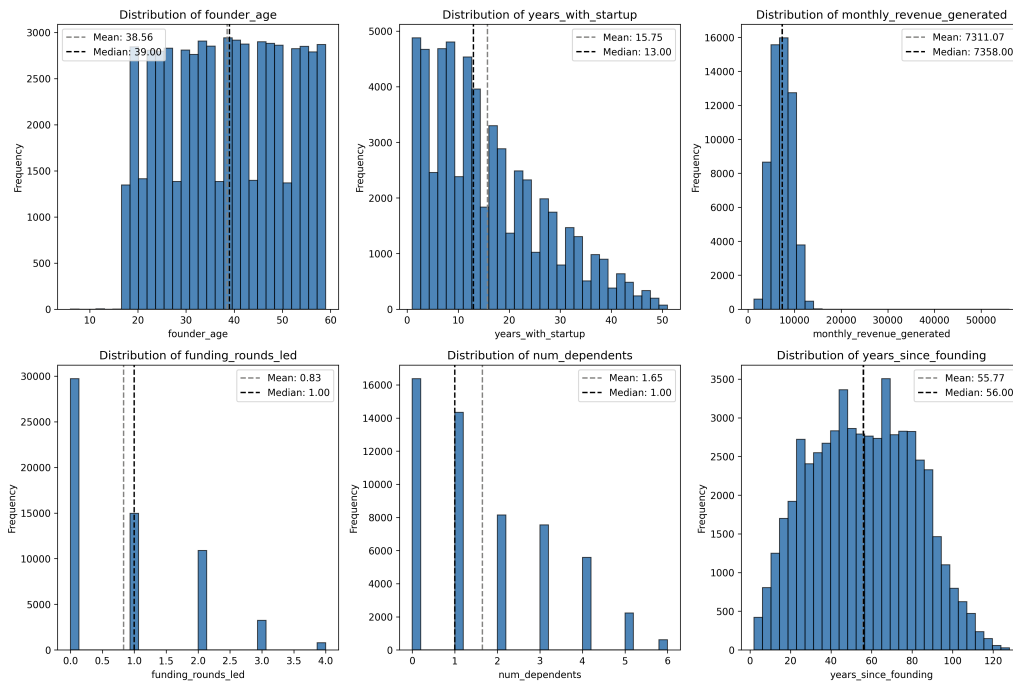 Distribution of founder_age
Mean: 38.56
Median: 39.00
Frequency
3000
2500
2000
1500
1000
500
0
10 20 30 40 50 60
founder_age
Distribution of years_with_startup
Mean: 15.75
Median: 13.00
Frequency
5000
4000
3000
2000
1000
0
0 10 20 30 40 50
years_with_startup
Distribution of monthly_revenue_generated
Mean: 7311.07
Median: 7358.00
Frequency
16000
14000
12000
10000
8000
6000
4000
2000
0
0 10000 20000 30000 40000 50000
monthly_revenue_generated
Distribution of funding_rounds_led
Mean: 0.83
Median: 1.00
Frequency
30000
25000
20000
15000
10000
5000
0
0.0 0.5 1.0 1.5 2.0 2.5 3.0 3.5 4.0
funding_rounds_led
Distribution of num_dependents
Mean: 1.65
Median: 1.00
Frequency
16000
14000
12000
10000
8000
6000
4000
2000
0
0 1 2 3 4 5 6
num_dependents
Distribution of years_since_founding
Mean: 55.77
Median: 56.00
Frequency
3500
3000
2500
2000
1500
1000
500
0
0 20 40 60 80 100 120
years_since_founding